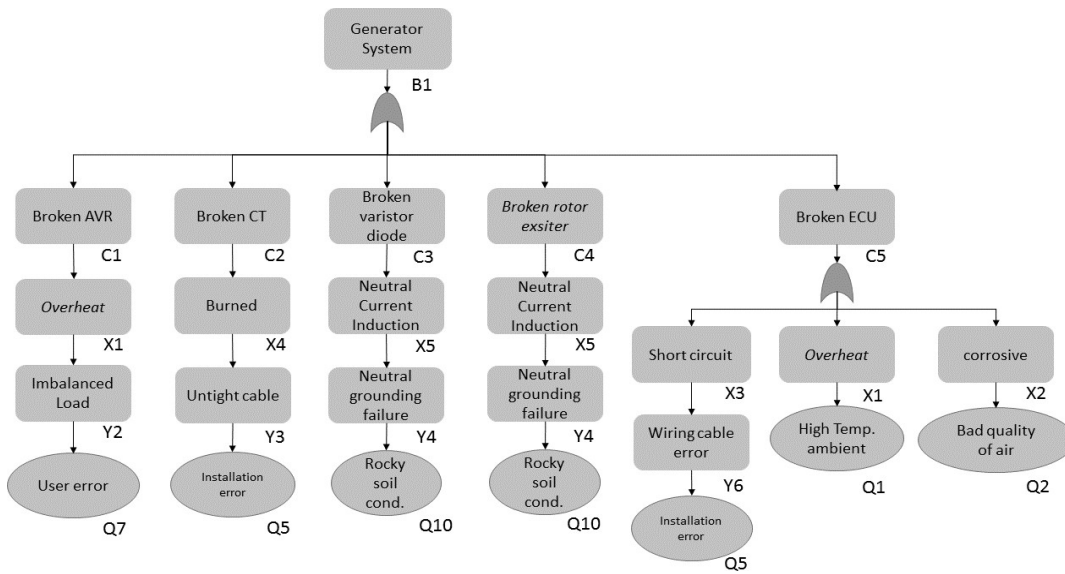 Generator
System
B1
Broken AVR
C1
Broken CT
C2
Broken
varistor
diode
C3
Broken rotor
exsiter
C4
Broken ECU
C5
Overheat
X1
Burned
X4
Neutral
Current
Induction
X5
Neutral
Current
Induction
X5
Short circuit
X3
Overheat
X1
corrosive
X2
Imbalanced
Load
Y2
Untight cable
Y3
Neutral
grounding
failure
Y4
Neutral
grounding
failure
Y4
Wiring cable
error
Y6
High Temp.
ambient
Q1
Bad quality
of air
Q2
User error
Q7
Installation
error
Q5
Rocky
soil
cond.
Q10
Rocky
soil
cond.
Q10
Installation
error
Q5